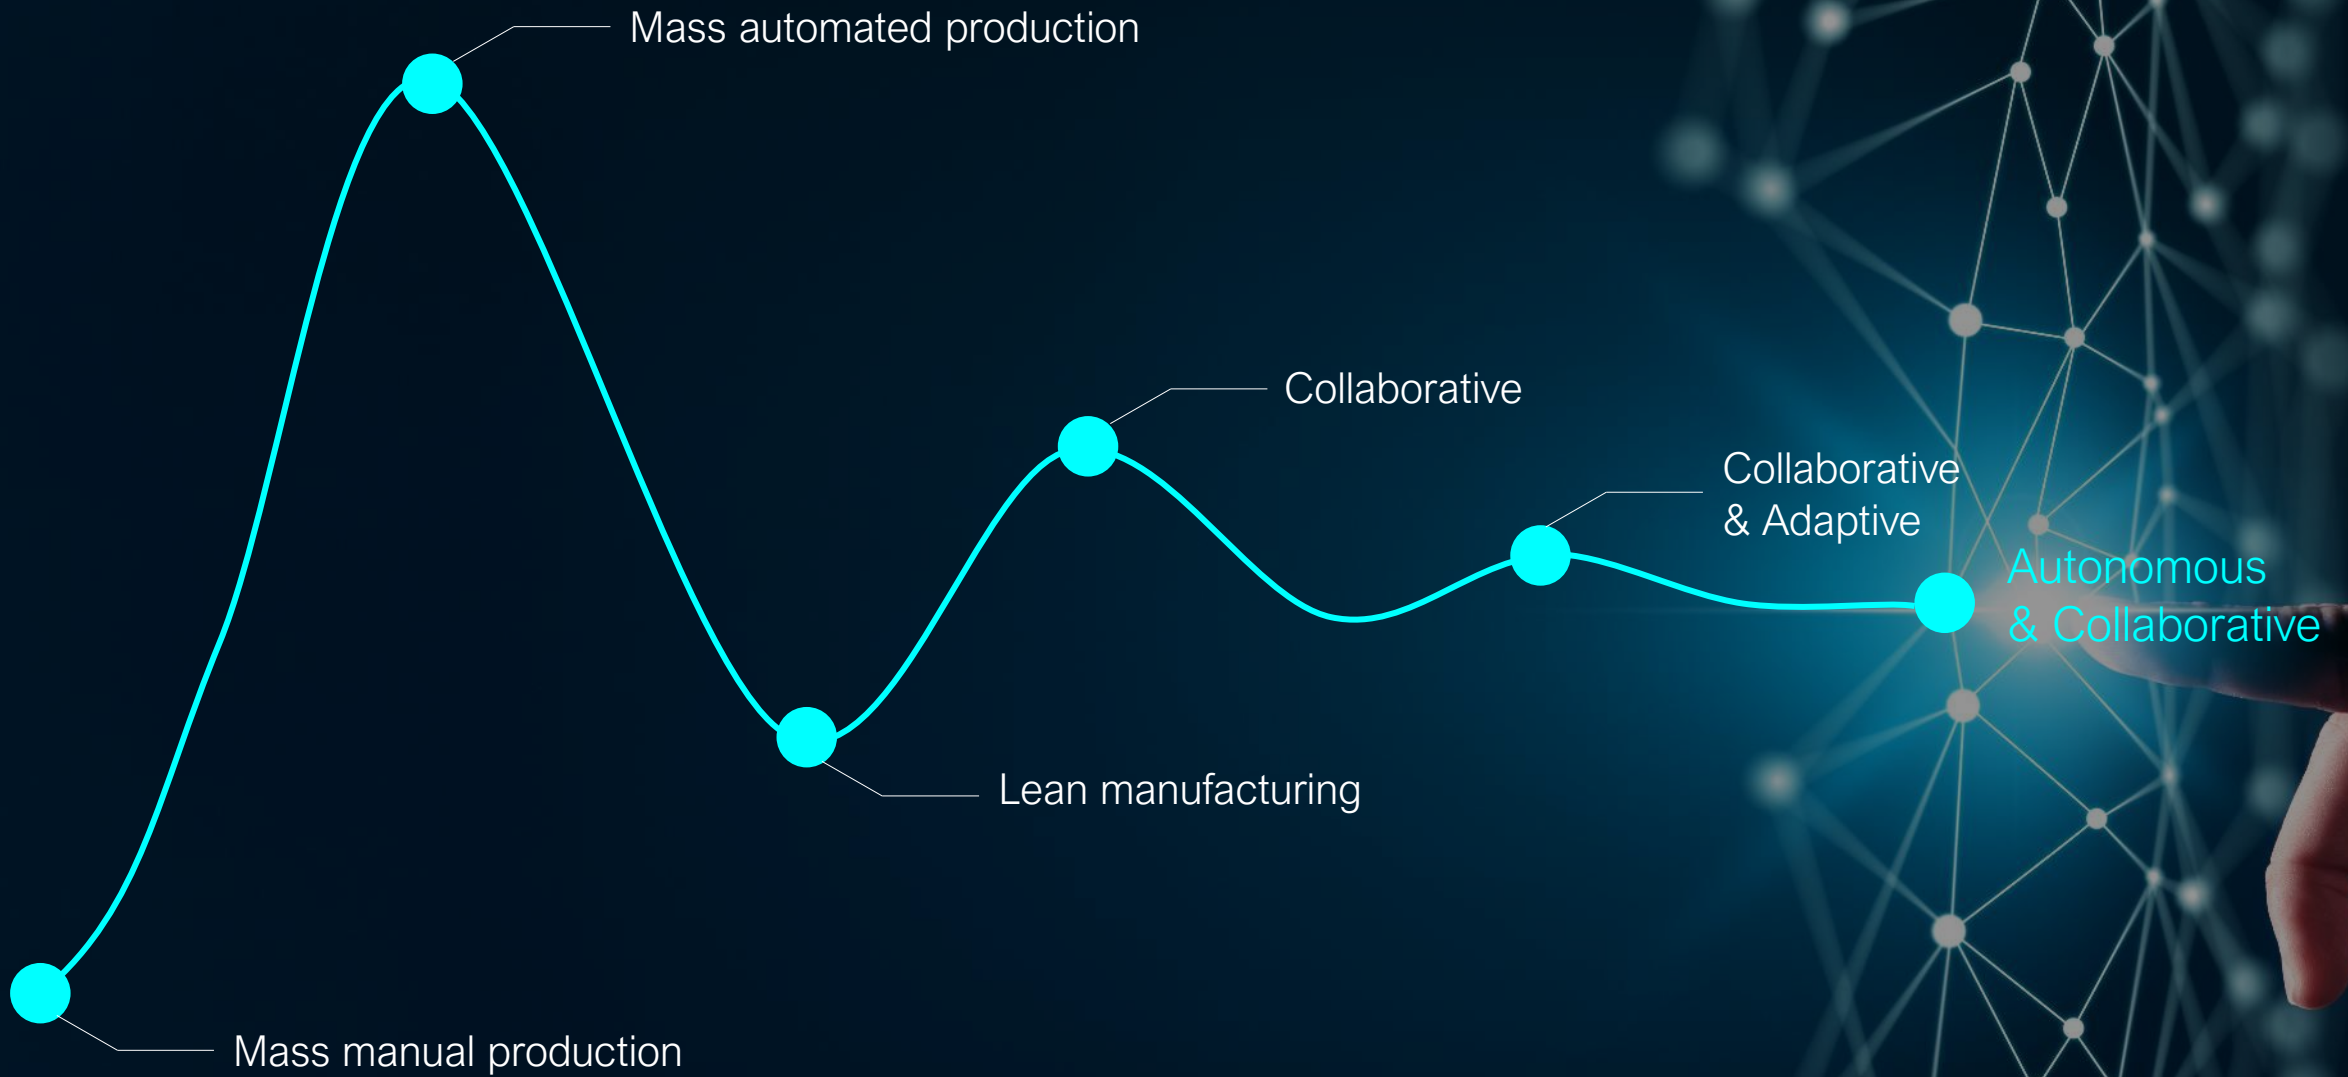 Mass automated production
Collaborative
Collaborative
& Adaptive
Autonomous
& Collaborative
Lean manufacturing
Mass manual production